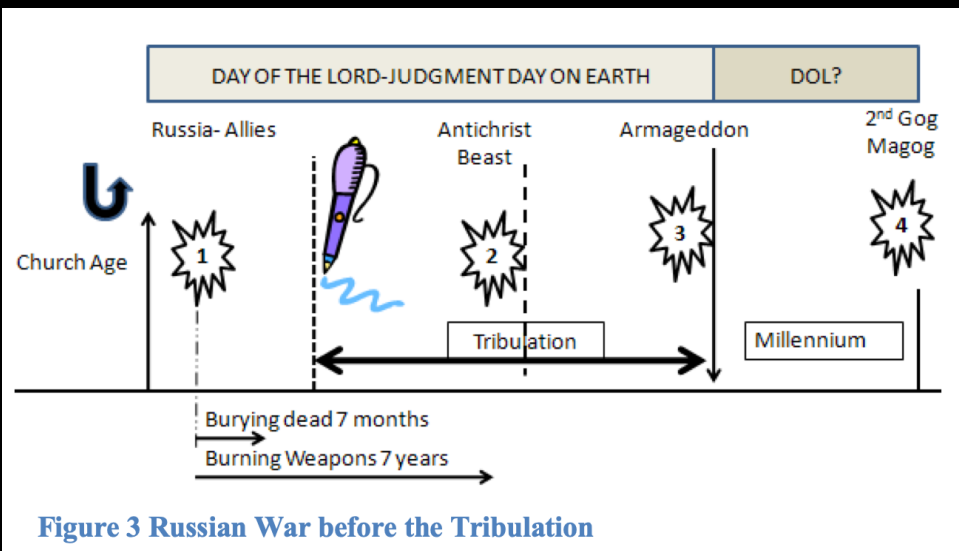 DAY OF THE LORD-JUDGMENT DAY ON EARTH
DOL?
Russia- Allies
Antichrist
Beast
Armageddon
2nd Gog
Magog
Church Age
1
2
3
4
Tribulation
Millennium
Burying dead 7 months
Burning Weapons 7 years
Figure 3 Russian War before the Tribulation